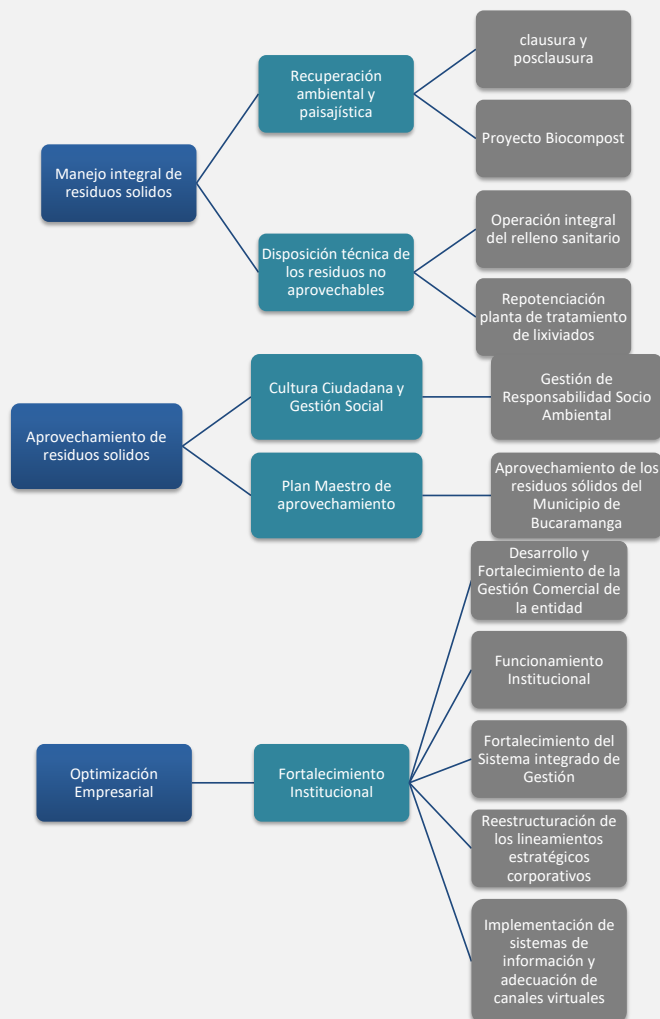 Manejo integral de
residuos solidos
Recuperación
ambiental y
paisajística
clausura y
posclausura
Proyecto Biocompost
Disposición técnica de
los residuos no
aprovechables
Operación integral
del relleno sanitario
Repotenciación
planta de tratamiento
de lixiviados
Aprovechamiento de
residuos solidos
Cultura Ciudadana y
Gestión Social
Gestión de
Responsabilidad Socio
Ambiental
Plan Maestro de
aprovechamiento
Aprovechamiento de los
residuos sólidos del
Municipio de
Bucaramanga
Optimización
Empresarial
Fortalecimiento
Institucional
Desarrollo y
Fortalecimiento de la
Gestión Comercial de
la entidad
Funcionamiento
Institucional
Fortalecimiento del
Sistema integrado de
Gestión
Reestructuración de
los lineamientos
estratégicos
corporativos
Implementación de
sistemas de
información y
adecuación de
canales virtuales